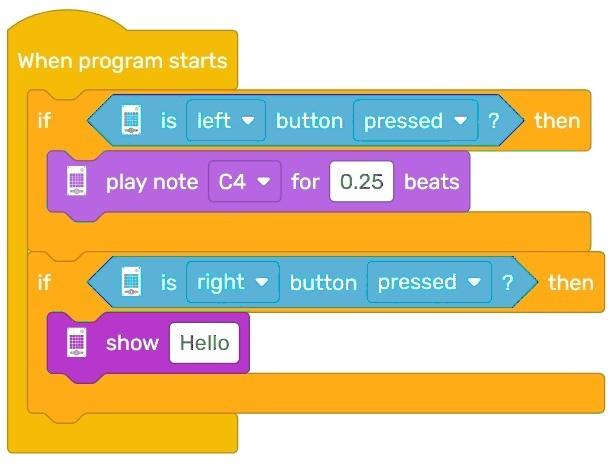 When program starts
if is left button pressed ? then
play note C4 for 0.25 beats
if is right button pressed ? then
show Hello